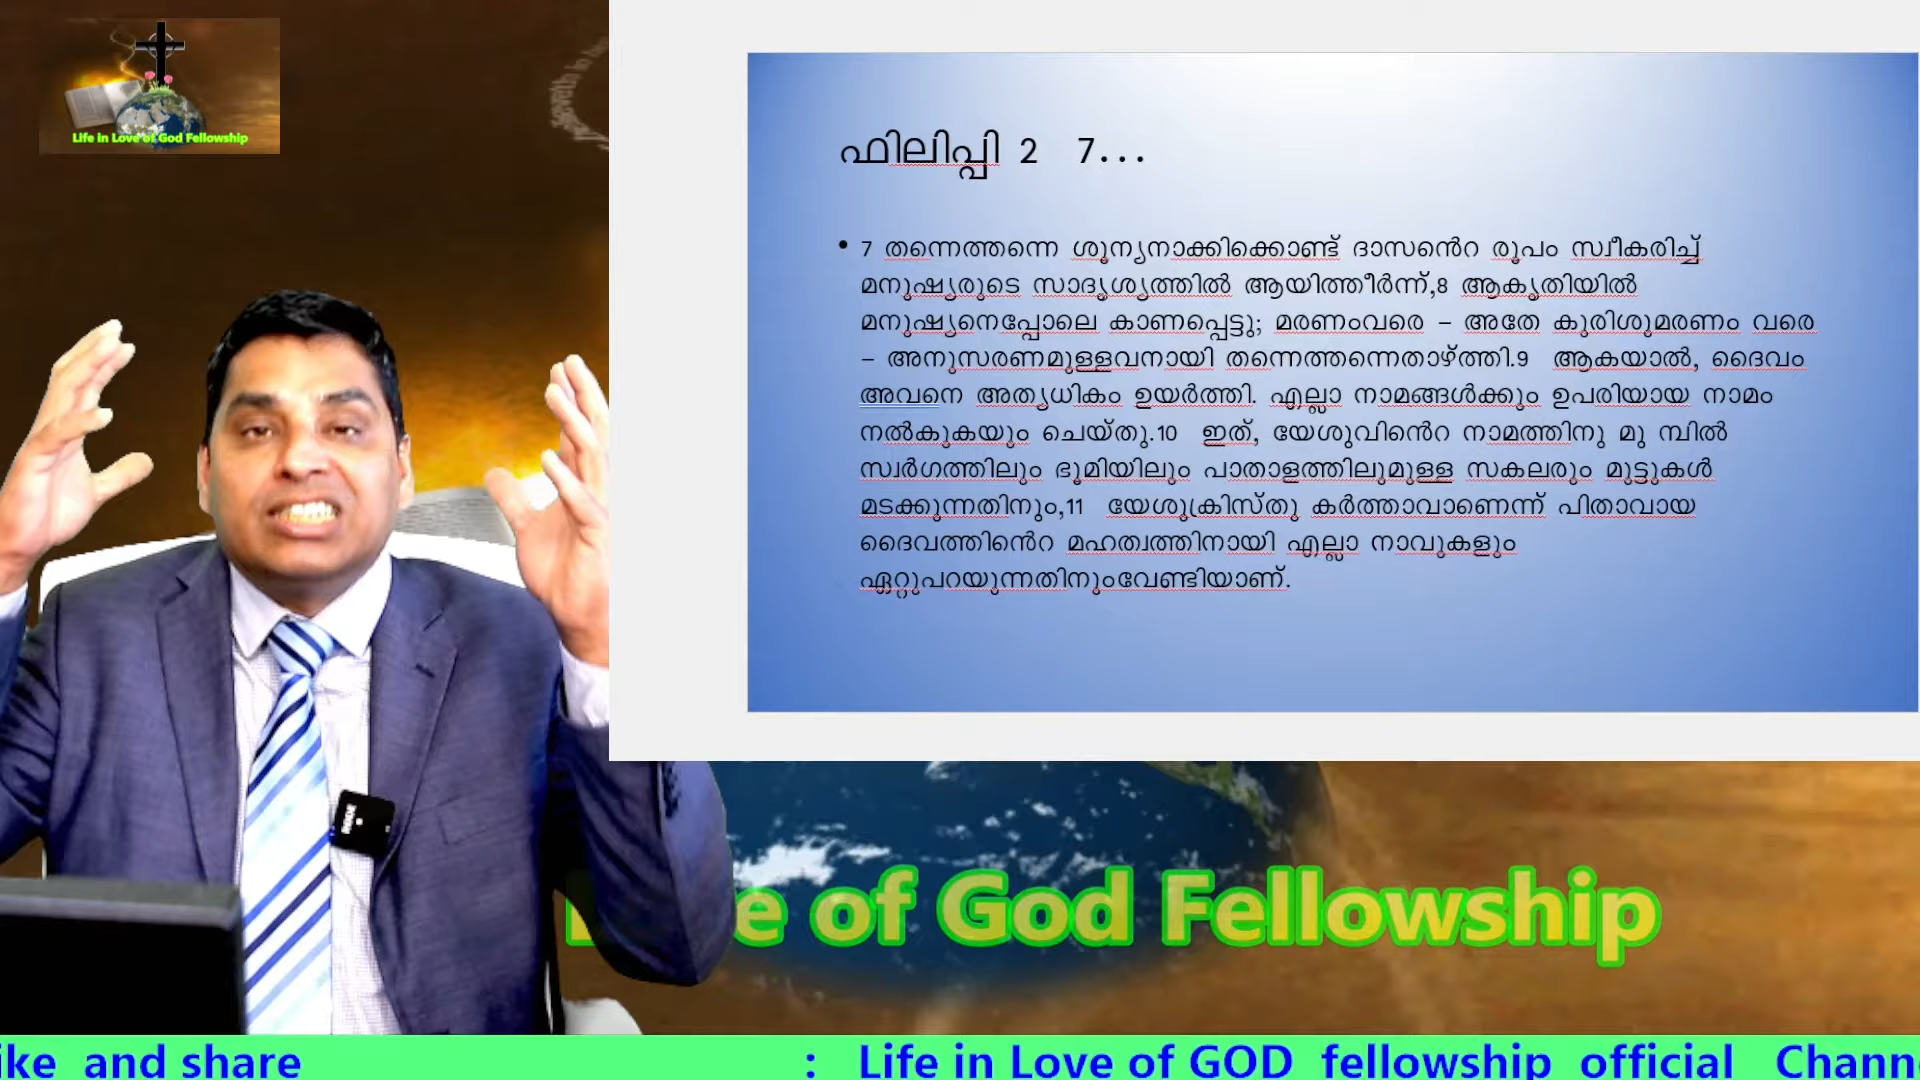 Life in Love of God Fellowship
ഫിലിപ്പി 2 7...
• 7 തന്നെത്തന്നെ ശൂന്യനാക്കിക്കൊണ്ട് ദാസൻെറ രൂപം സ്വീകരിച്ച്
മനുഷ്യരുടെ സാദൃശ്യത്തിൽ ആയിത്തീർന്ന്,8 ആകൃതിയിൽ
മനുഷ്യനെപ്പോലെ കാണപ്പെട്ടു; മരണംവരെ – അതേ കുരിശുമരണം വരെ
– അനുസരണമുള്ളവനായി തന്നെത്തന്നെതാഴ്ത്തി.9 ആകയാൽ, ദൈവം
അവനെ അത്യധികം ഉയർത്തി. എല്ലാ നാമങ്ങൾക്കും ഉപരിയായ നാമം
നൽകുകയും ചെയ്തു.10 ഇത്, യേശുവിൻെറ നാമത്തിനു മു മ്പിൽ
സ്വർഗത്തിലും ഭൂമിയിലും പാതാളത്തിലുമുള്ള സകലരും മുട്ടുകൾ
മടക്കുന്നതിനും,11 യേശുക്രിസ്തു കർത്താവാണെന്ന് പിതാവായ
ദൈവത്തിൻെറ മഹത്വത്തിനായി എല്ലാ നാവുകളും
ഏറ്റുപറയുന്നതിനുംവേണ്ടിയാണ്.
e of God Fellowship
ike and share : Life in Love of GOD fellowship official Chann